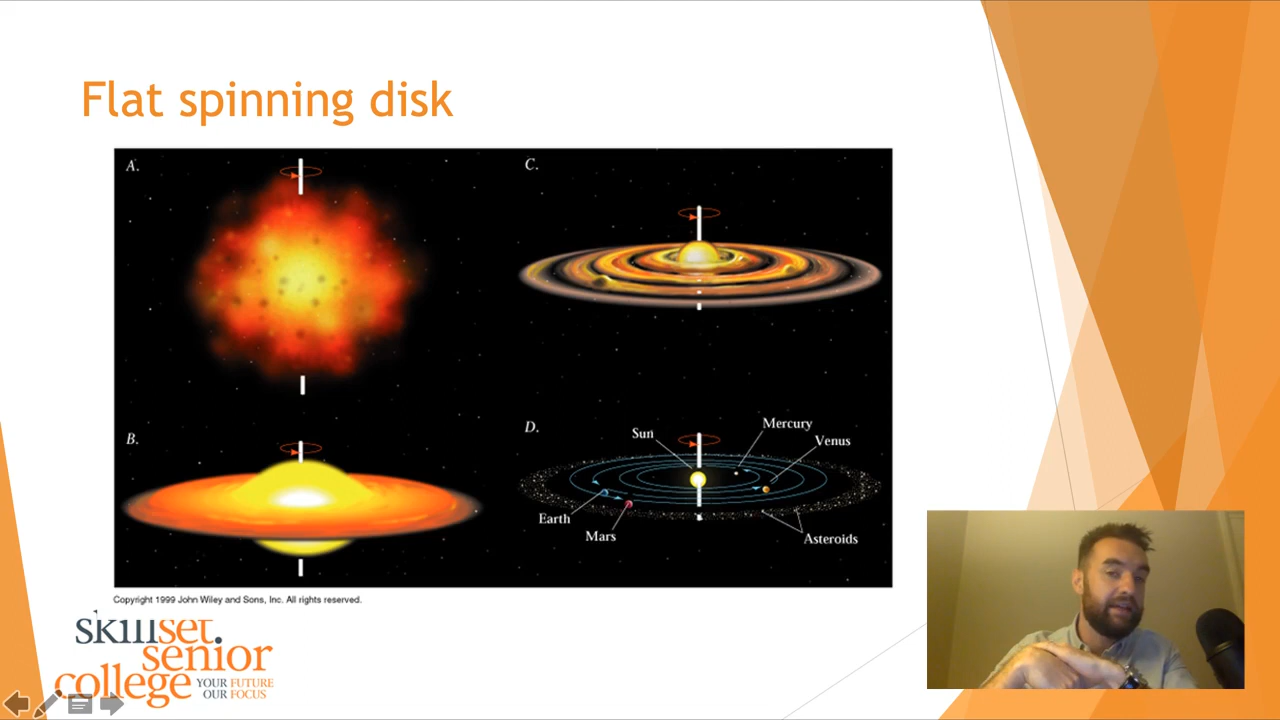 Flat spinning disk
A.
C.
B.
D.
Sun
Mercury
Venus
Earth
Mars
Asteroids
Copyright 1999 John Wiley and Sons, Inc. All rights reserved.
skillset.
senior
college YOUR FUTURE
OUR FOCUS